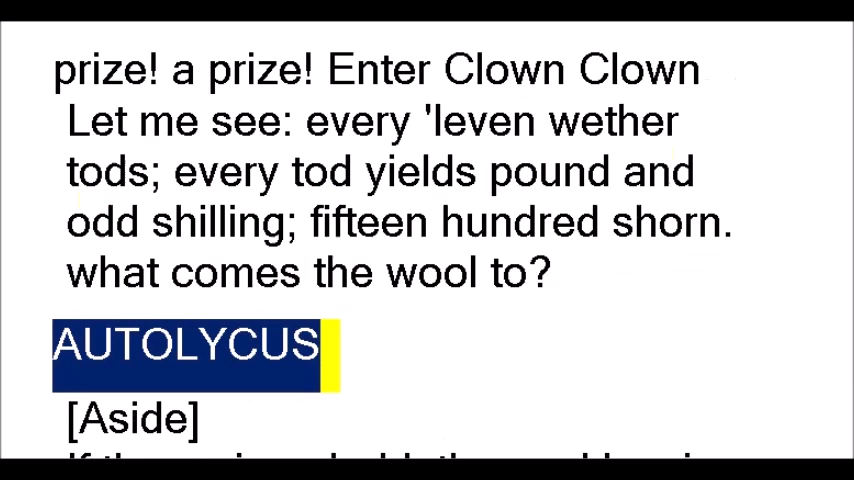 prize! a prize! Enter Clown Clown
Let me see: every 'leven wether
tods; every tod yields pound and
odd shilling; fifteen hundred shorn.
what comes the wool to?
AUTOLYCUS
[Aside]